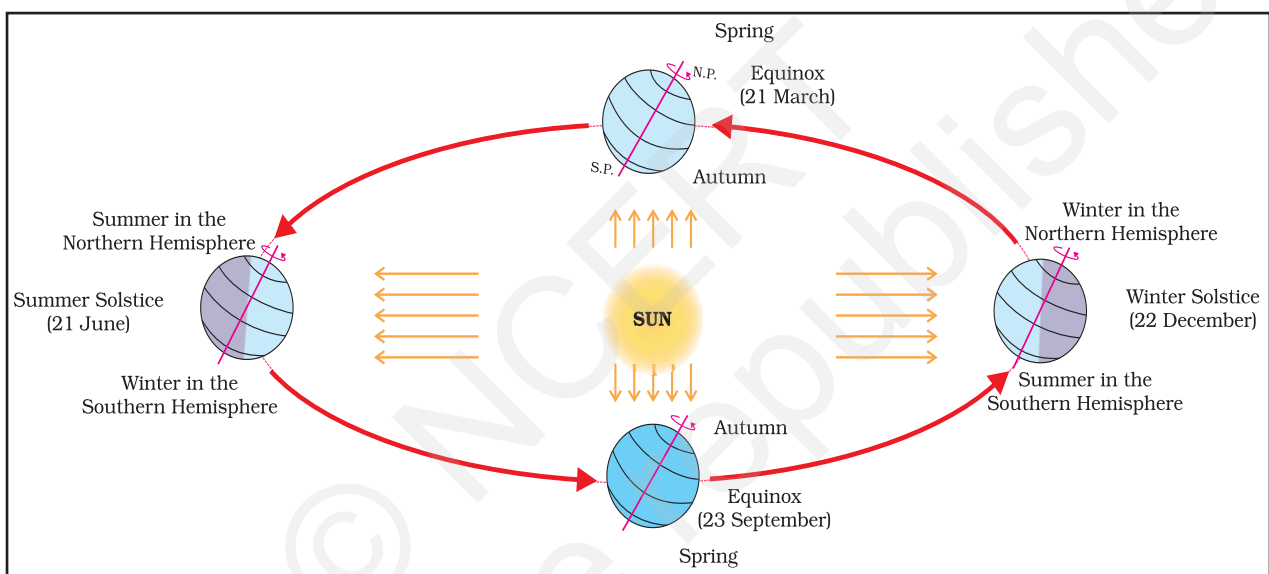 Spring
N.P.
Equinox
(21 March)
S.P.
Autumn
Summer in the
Northern Hemisphere
Summer Solstice
(21 June)
Winter in the
Southern Hemisphere
SUN
Winter in the
Northern Hemisphere
Winter Solstice
(22 December)
Summer in the
Southern Hemisphere
Autumn
Equinox
(23 September)
Spring
© NCERT
be republishe